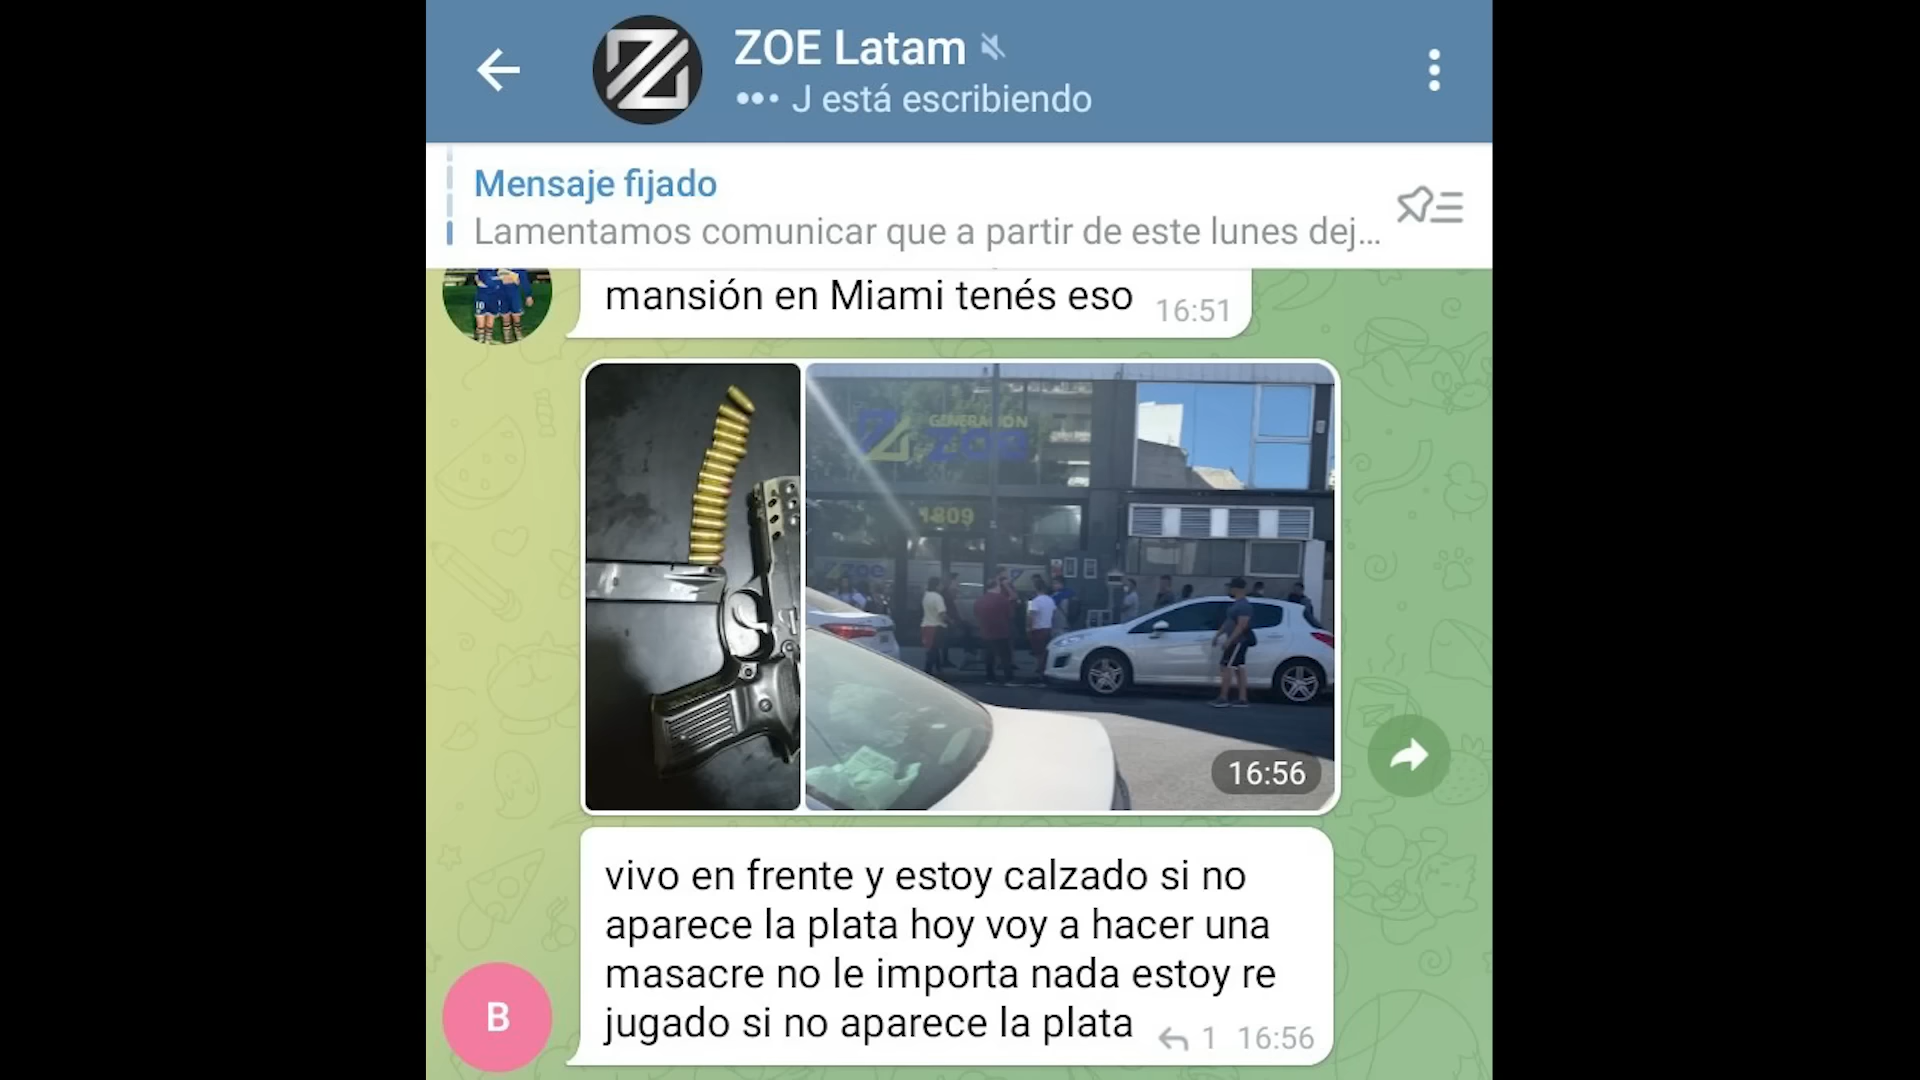 ZOE Latam
••• J está escribiendo
Mensaje fijado
Lamentamos comunicar que a partir de este lunes dej...
mansión en Miami tenés eso 16:51
GENERACIÓN
ZOE
1809
zoe
16:56
vivo en frente y estoy calzado si no
aparece la plata hoy voy a hacer una
masacre no le importa nada estoy re
jugado si no aparece la plata 1 16:56
B